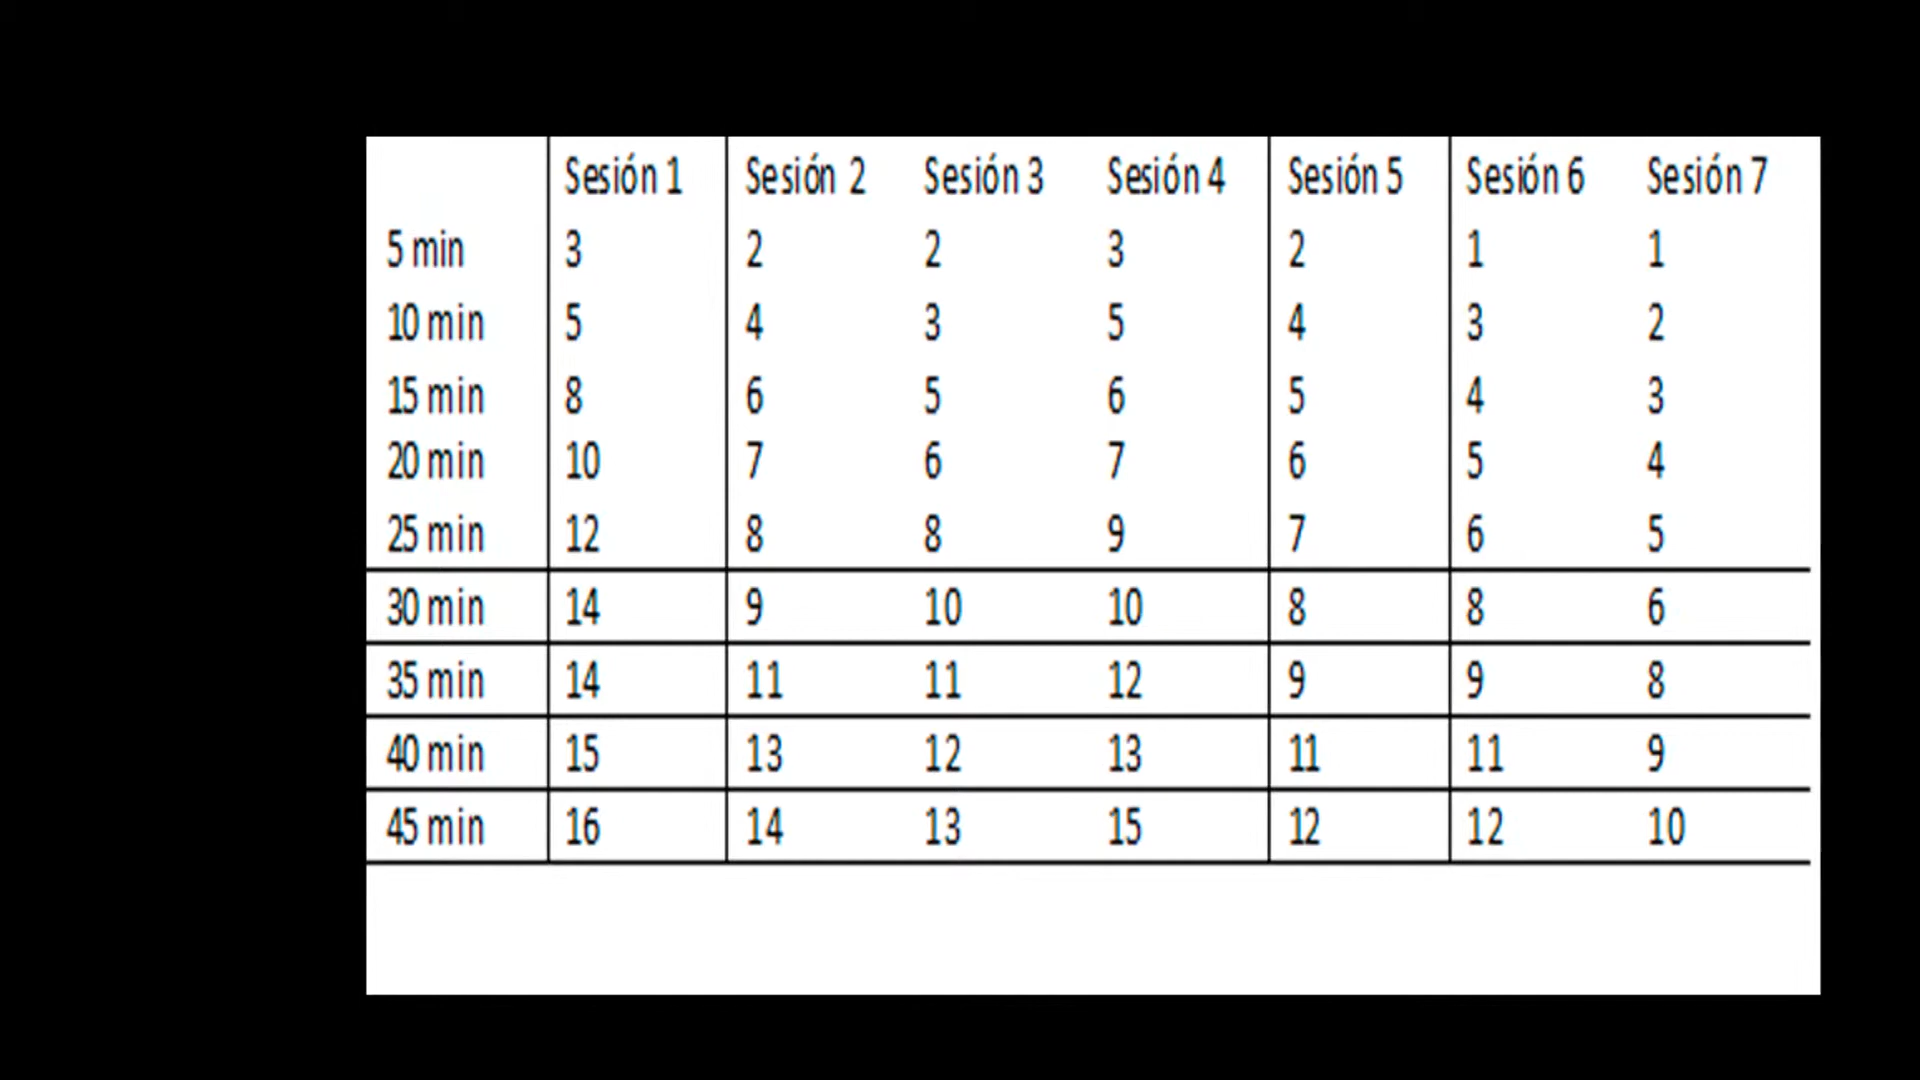 Sesión 1 Sesión 2 Sesión 3 Sesión 4 Sesión 5 Sesión 6 Sesión 7
5 min 3 2 2 3 2 1 1
10 min 5 4 3 5 4 3 2
15 min 8 6 5 6 5 4 3
20 min 10 7 6 7 6 5 4
25 min 12 8 8 9 7 6 5
30 min 14 9 10 10 8 8 6
35 min 14 11 11 12 9 9 8
40 min 15 13 12 13 11 11 9
45 min 16 14 13 15 12 12 10